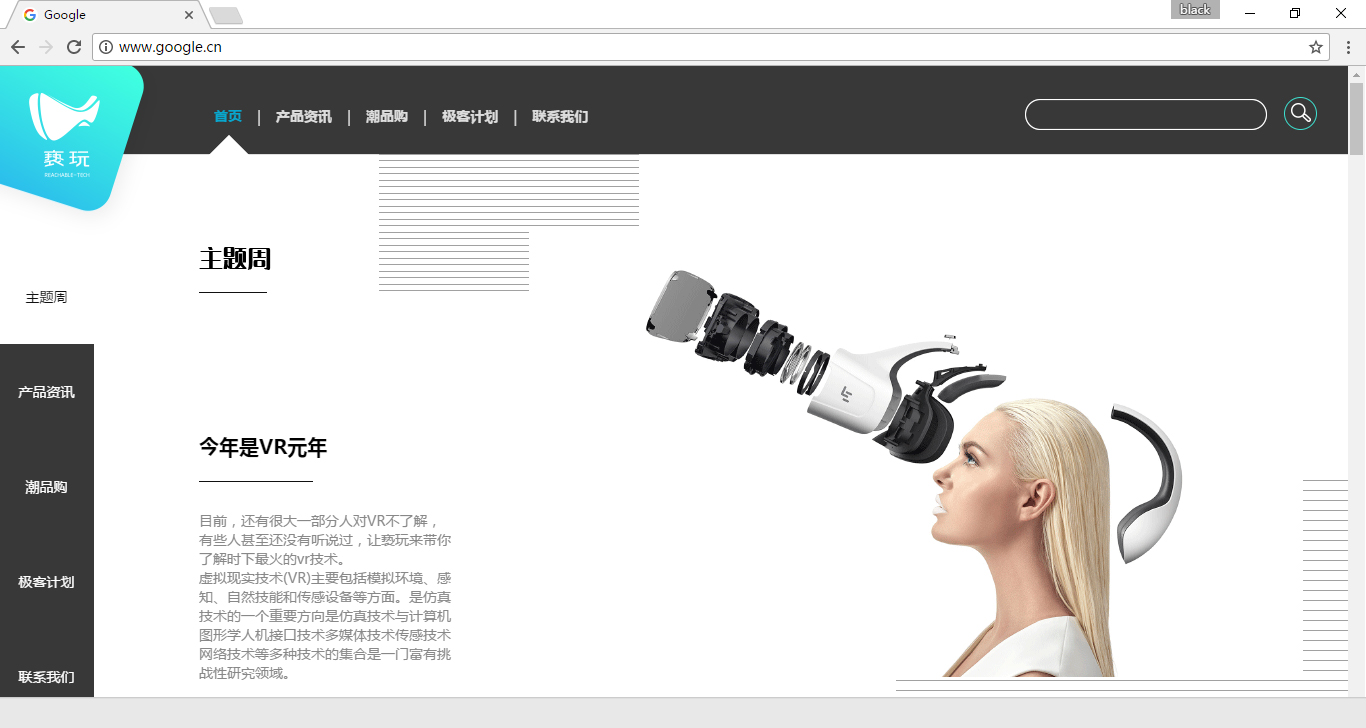 Google
black
www.google.cn
亵玩
REACHABLE-TECH
首页 | 产品资讯 | 潮品购 | 极客计划 | 联系我们
主题周
主题周
产品资讯
潮品购
极客计划
联系我们
今年是VR元年
目前，还有很大一部分人对VR不了解，
有些人甚至还没有听说过，让亵玩来带你
了解时下最火的vr技术。
虚拟现实技术(VR)主要包括模拟环境、感
知、自然技能和传感设备等方面。是仿真
技术的一个重要方向是仿真技术与计算机
图形学人机接口技术多媒体技术传感技术
网络技术等多种技术的集合是一门富有挑
战性研究领域。